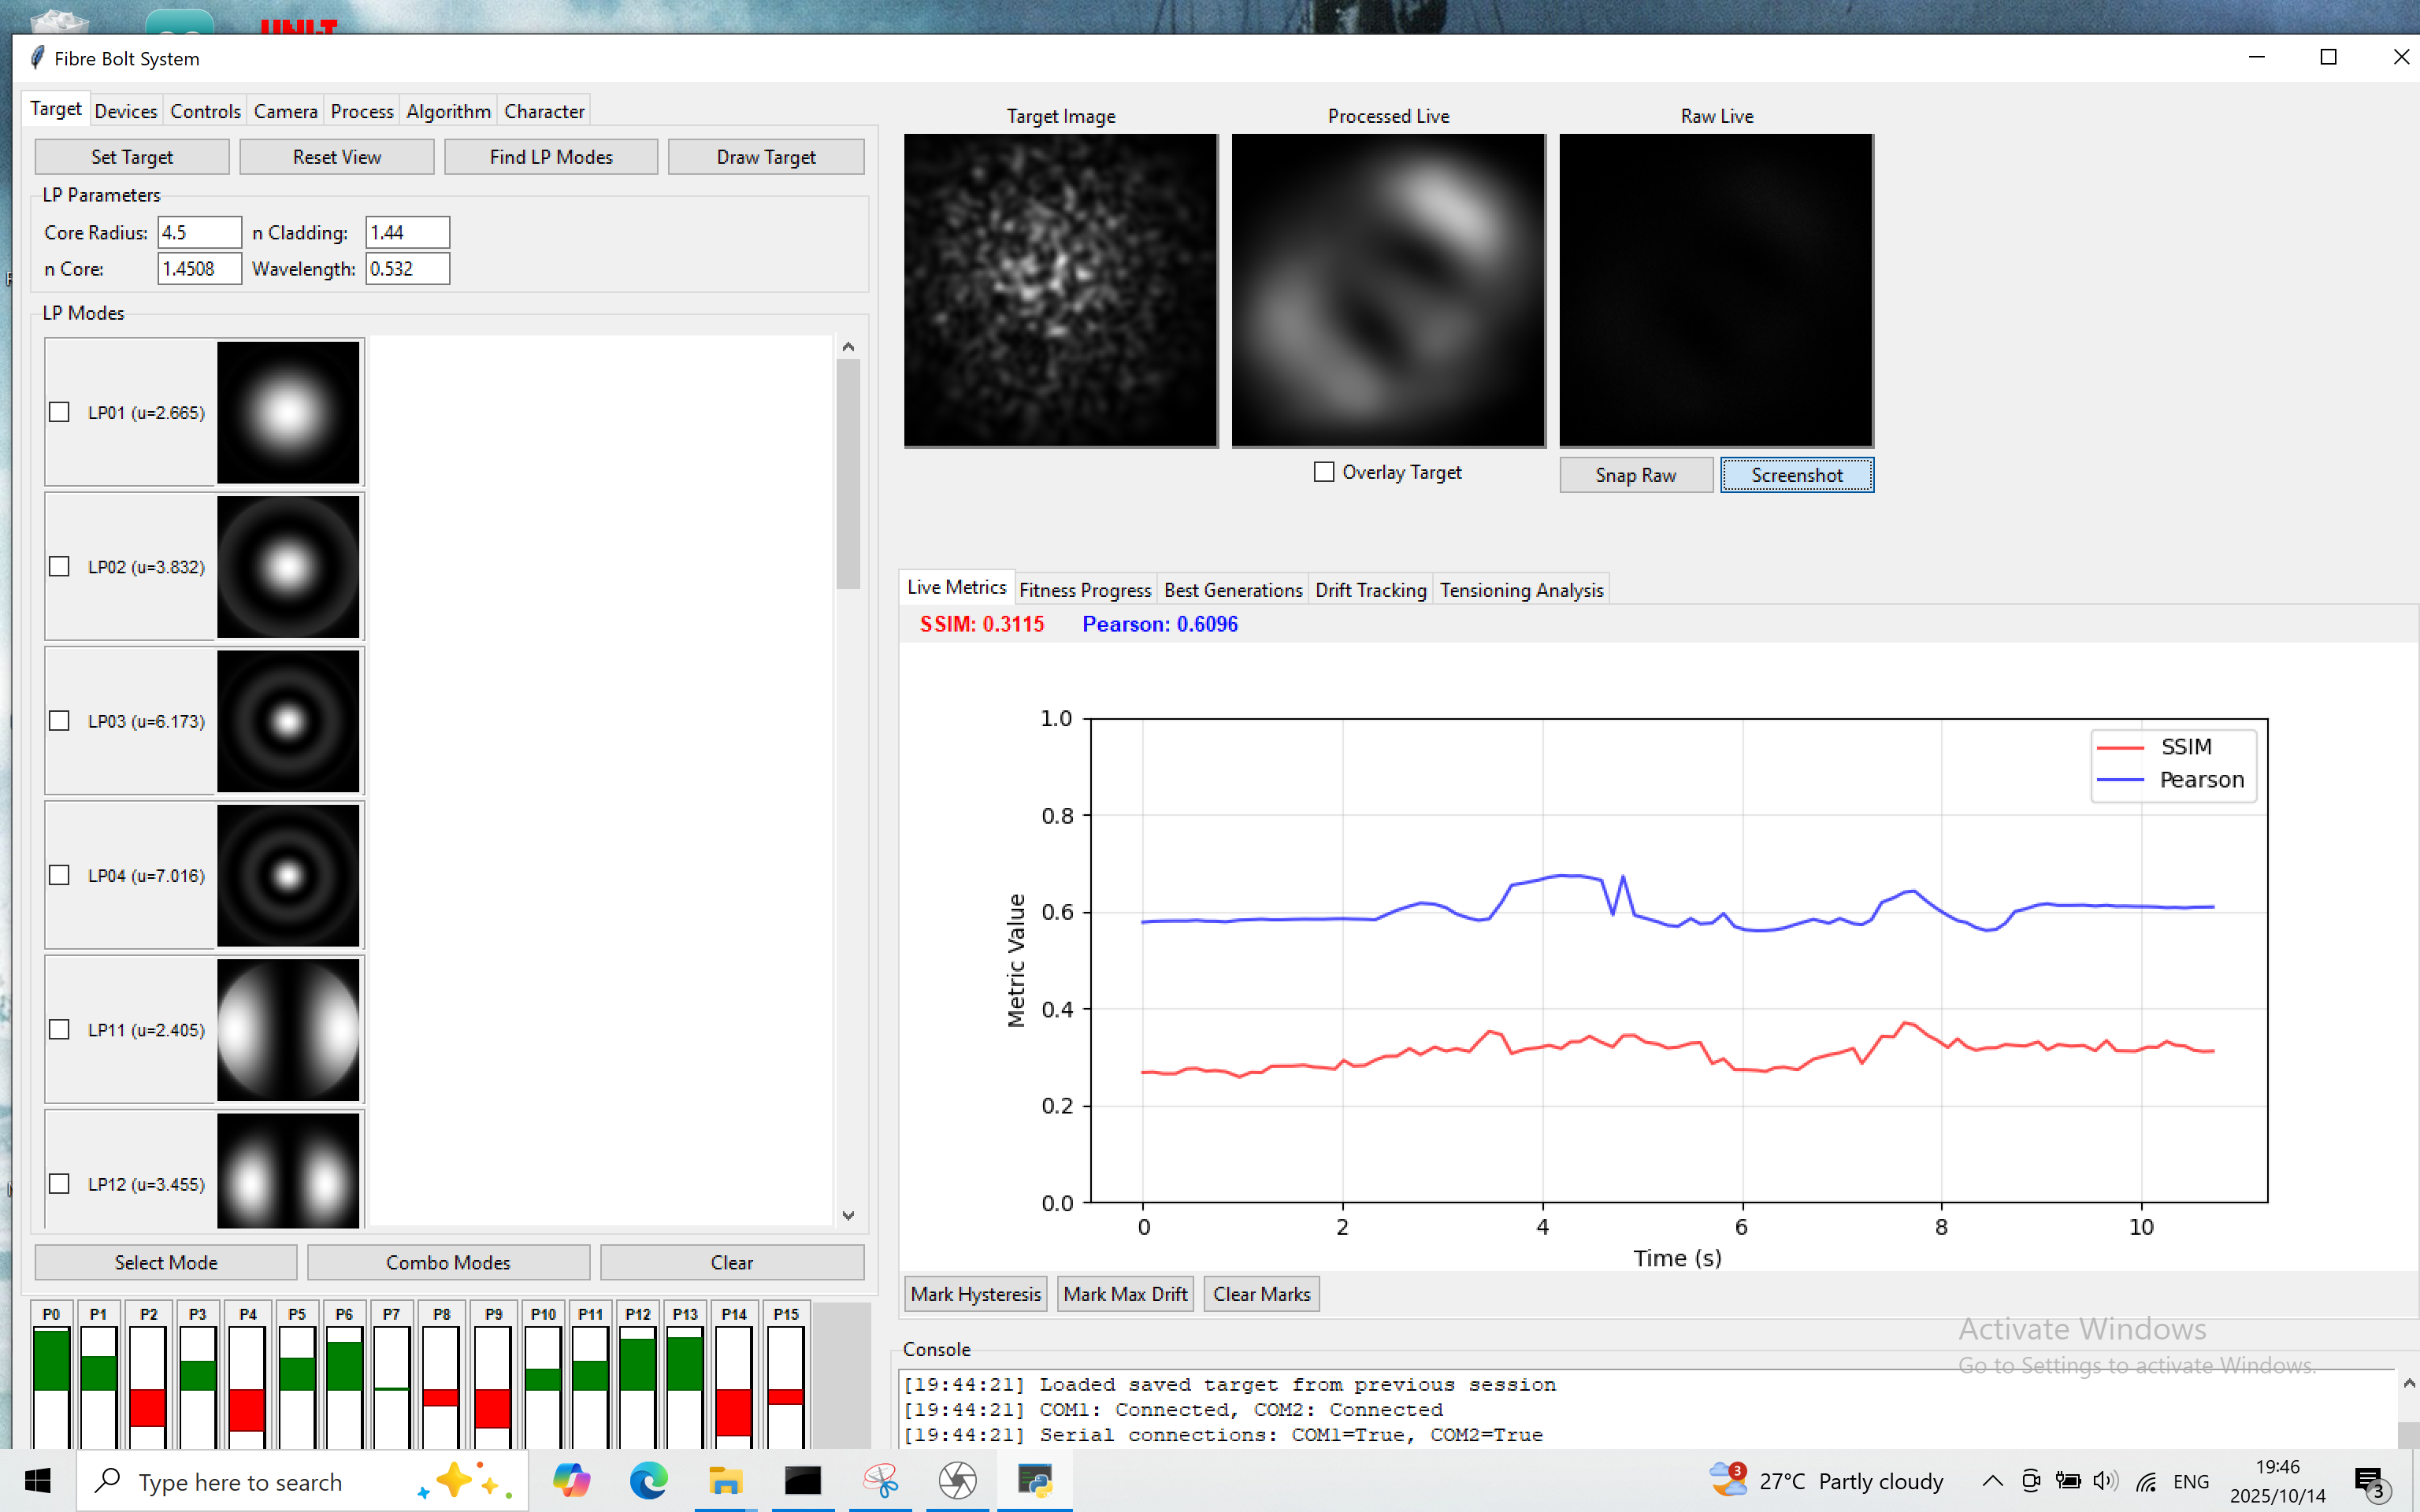 UNI-T
Fibre Bolt System
Target Devices Controls Camera Process Algorithm Character
Set Target Reset View Find LP Modes Draw Target
LP Parameters
Core Radius: 4.5 n Cladding: 1.44
n Core: 1.4508 Wavelength: 0.532
LP Modes
LP01 (u=2.665)
LP02 (u=3.832)
LP03 (u=6.173)
LP04 (u=7.016)
LP11 (u=2.405)
LP12 (u=3.455)
Select Mode Combo Modes Clear
P0 P1 P2 P3 P4 P5 P6 P7 P8 P9 P10 P11 P12 P13 P14 P15
Target Image Processed Live Raw Live
Overlay Target Snap Raw Screenshot
Live Metrics Fitness Progress Best Generations Drift Tracking Tensioning Analysis
SSIM: 0.3115 Pearson: 0.6096
1.0
0.8
0.6
0.4
0.2
0.0
Metric Value
SSIM
Pearson
0 2 4 6 8 10
Time (s)
Mark Hysteresis Mark Max Drift Clear Marks
Activate Windows
Go to Settings to activate Windows.
Console
[19:44:21] Loaded saved target from previous session
[19:44:21] COM1: Connected, COM2: Connected
[19:44:21] Serial connections: COM1=True, COM2=True
Type here to search
3
27°C Partly cloudy
ENG
19:46
2025/10/14
3